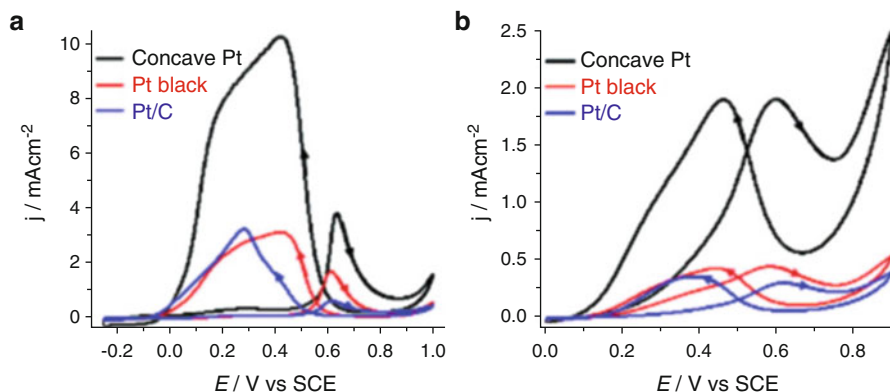 a
Concave Pt
Pt black
Pt/C
10
8
6
4
2
0
j / mAcm-2
-0.2 0.0 0.2 0.4 0.6 0.8 1.0
E / V vs SCE
b
Concave Pt
Pt black
Pt/C
2.5
2.0
1.5
1.0
0.5
0.0
j / mAcm-2
0.0 0.2 0.4 0.6 0.8
E / V vs SCE